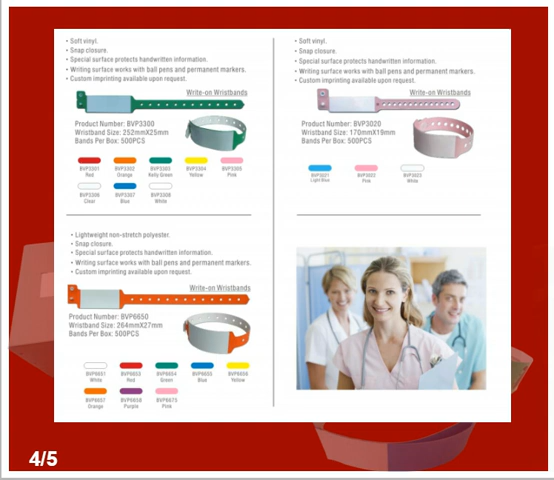 • Soft vinyl.
• Snap closure.
• Special surface protects handwritten information.
• Writing surface works with ball pens and permanent markers.
• Custom imprinting available upon request.
Write-on Wristbands
Product Number: BVP3300
Wristband Size: 252mmX25mm
Bands Per Box: 500PCS
BVP3301 BVP3302 BVP3303 BVP3304 BVP3305
Red Orange Kelly Green Yellow Pink
BVP3306 BVP3307 BVP3308
Clear Blue White
• Lightweight non-stretch polyester.
• Snap closure.
• Special surface protects handwritten information.
• Writing surface works with ball pens and permanent markers.
• Custom imprinting available upon request.
Write-on Wristbands
Product Number: BVP6650
Wristband Size: 264mmX27mm
Bands Per Box: 500PCS
BVP6651 BVP6653 BVP6654 BVP6655 BVP6656
White Red Green Blue Yellow
BVP6657 BVP6658 BVP6675
Orange Purple Pink
• Soft vinyl.
• Snap closure.
• Special surface protects handwritten information.
• Writing surface works with ball pens and permanent markers.
• Custom imprinting available upon request.
Write-on Wristbands
Product Number: BVP3020
Wristband Size: 170mmX19mm
Bands Per Box: 500PCS
BVP3021 BVP3022 BVP3023
Light Blue Pink White
4/5